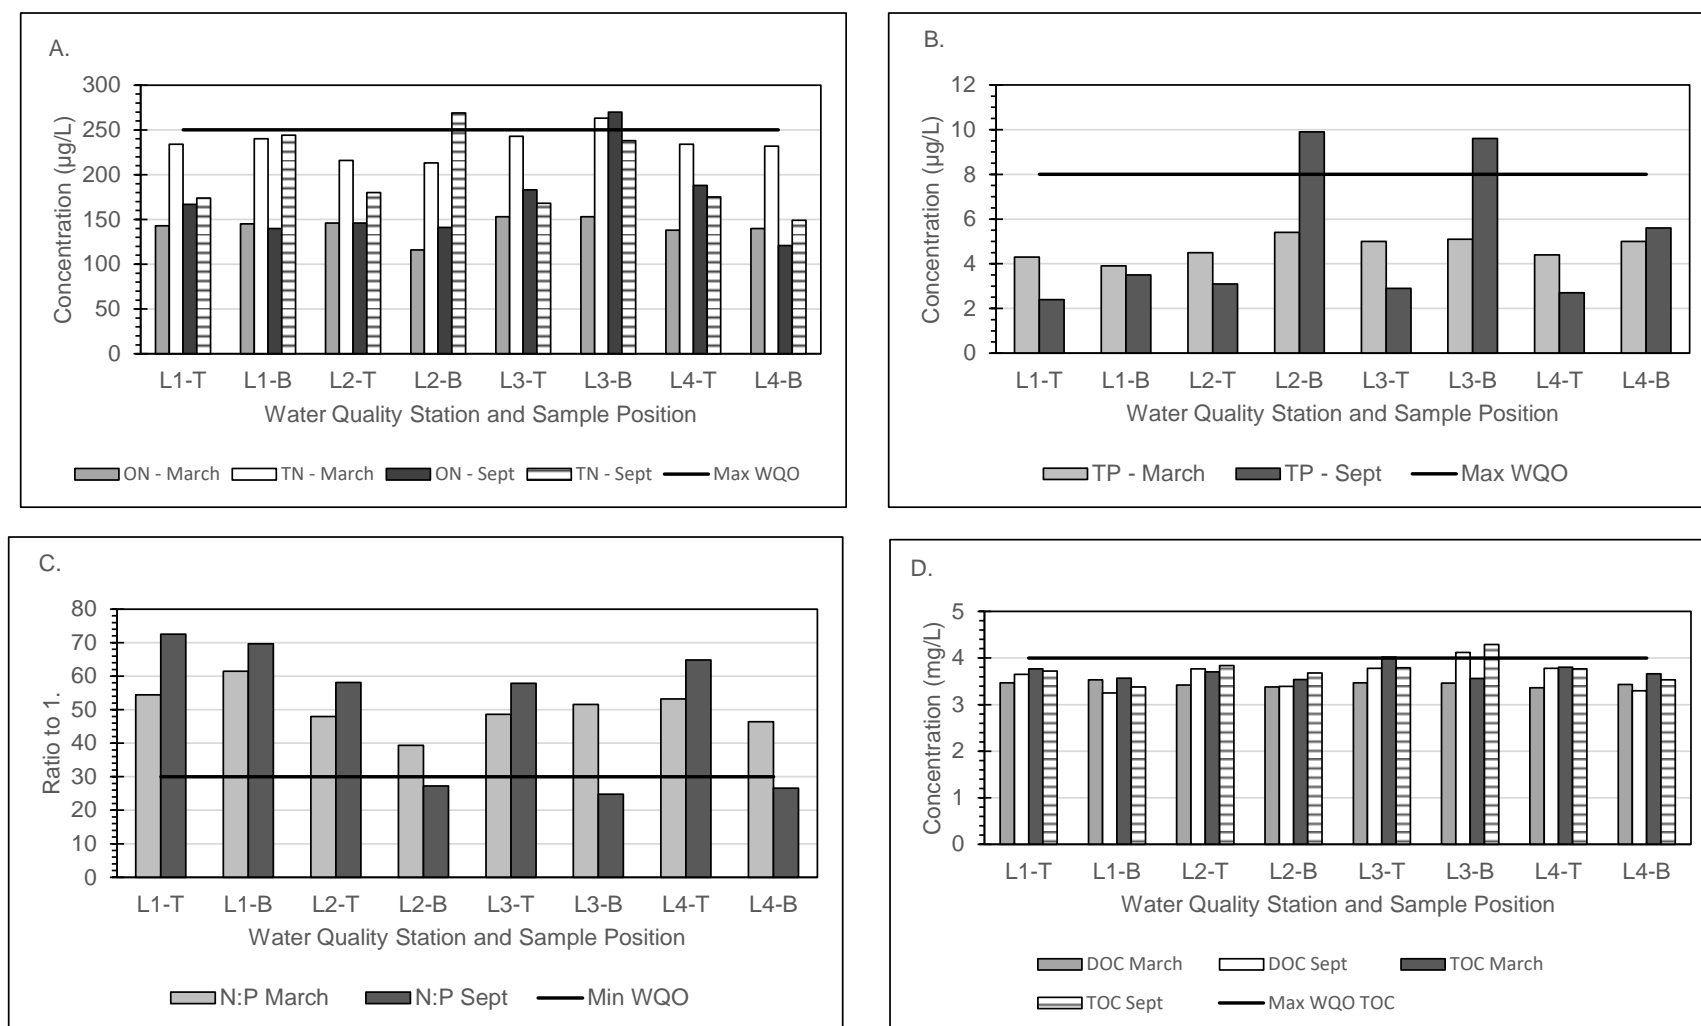 A.
300
250
200
150
100
50
0
Concentration (µg/L)
L1-T L1-B L2-T L2-B L3-T L3-B L4-T L4-B
Water Quality Station and Sample Position
ON - March TN - March ON - Sept TN - Sept Max WQO
B.
12
10
8
6
4
2
0
Concentration (µg/L)
L1-T L1-B L2-T L2-B L3-T L3-B L4-T L4-B
Water Quality Station and Sample Position
TP - March TP - Sept Max WQO
C.
80
70
60
50
40
30
20
10
0
Ratio to 1.
L1-T L1-B L2-T L2-B L3-T L3-B L4-T L4-B
Water Quality Station and Sample Position
N:P March N:P Sept Min WQO
D.
5
4
3
2
1
0
Concentration (mg/L)
L1-T L1-B L2-T L2-B L3-T L3-B L4-T L4-B
Water Quality Station and Sample Position
DOC March DOC Sept TOC March
TOC Sept Max WQO TOC